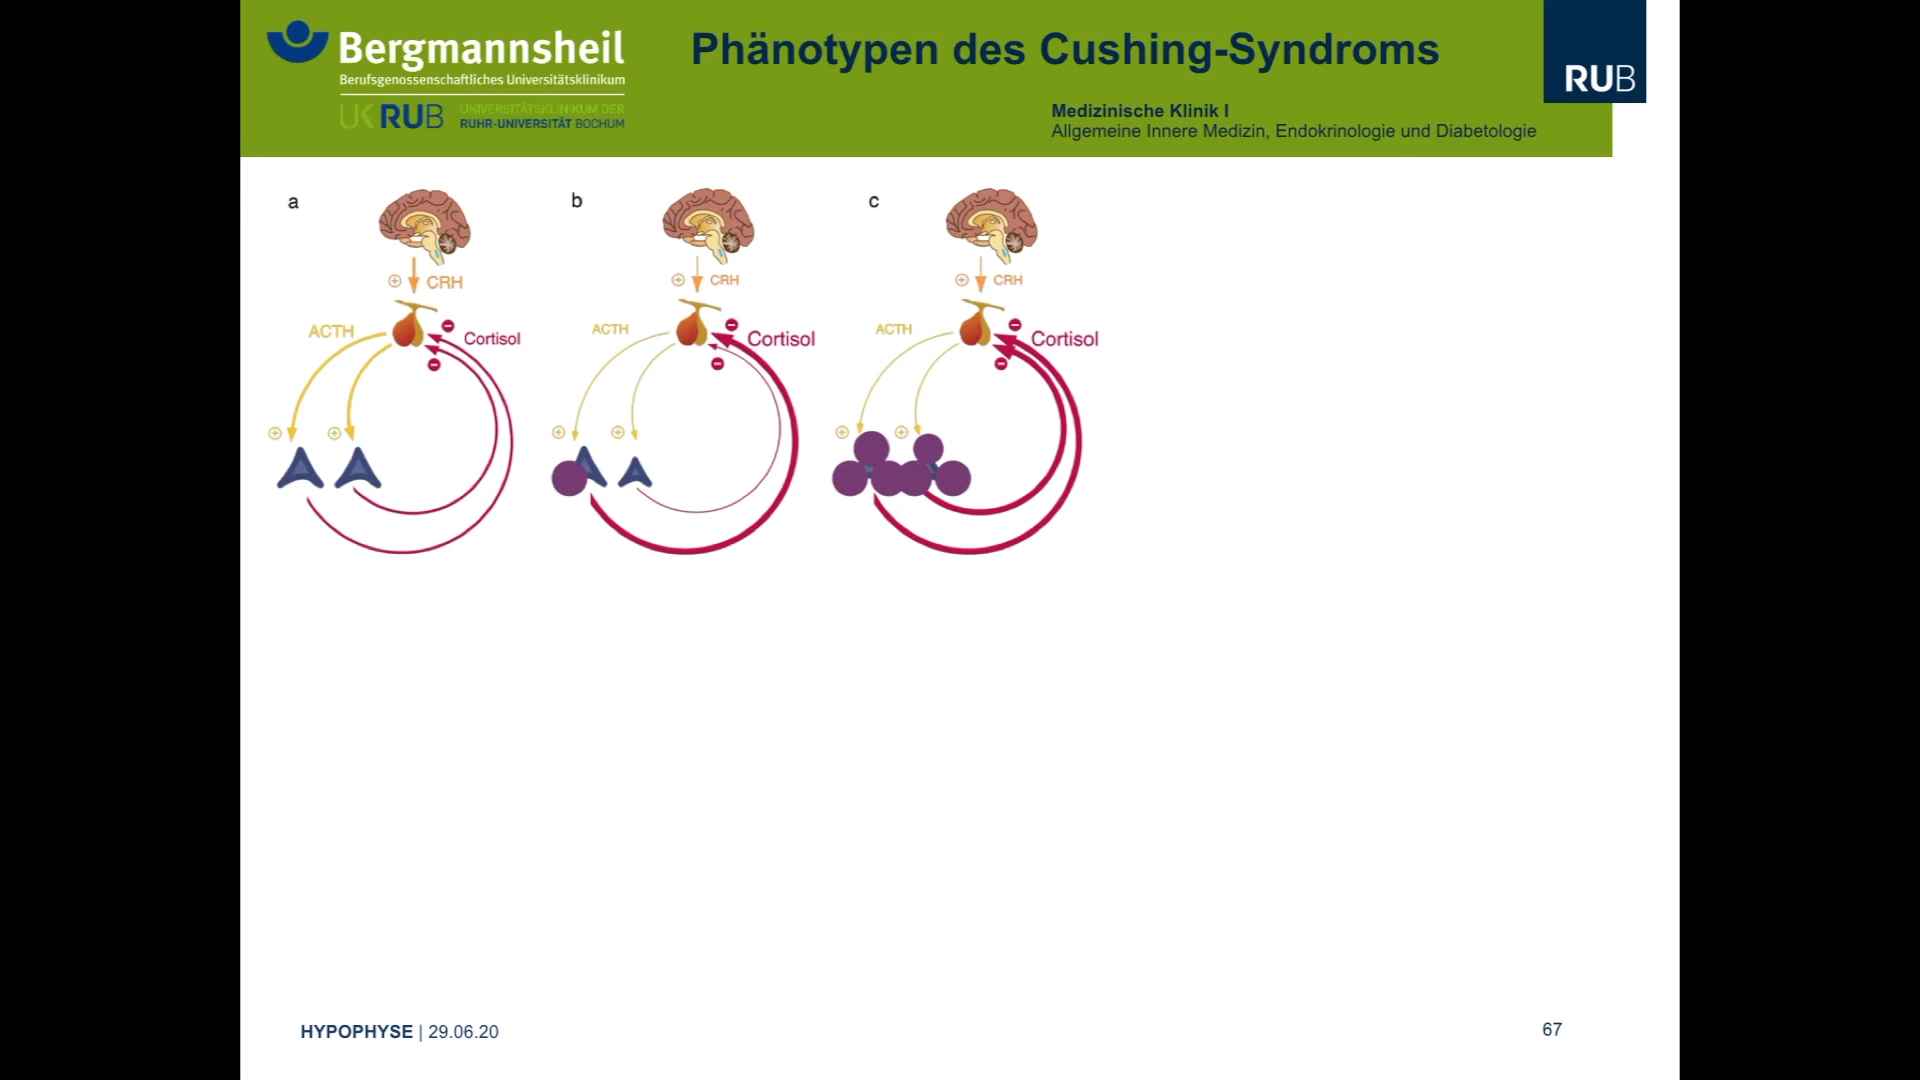 Bergmannsheil
Berufsgenossenschaftliches Universitätsklinikum
UK RUB UNIVERSITÄTSKLINIKUM DER
RUHR-UNIVERSITÄT BOCHUM
Phänotypen des Cushing-Syndroms
Medizinische Klinik I
Allgemeine Innere Medizin, Endokrinologie und Diabetologie
RUB
a
CRH
ACTH
Cortisol
b
CRH
ACTH
Cortisol
c
CRH
ACTH
Cortisol
HYPOPHYSE | 29.06.20
67